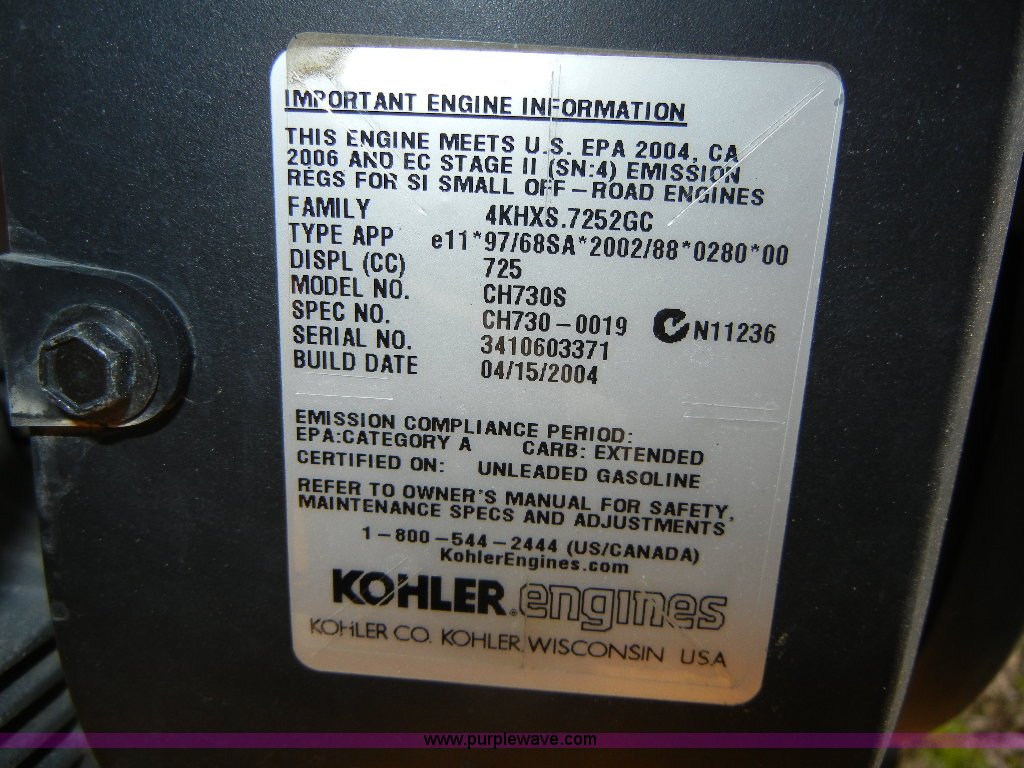 IMPORTANT ENGINE INFORMATION
THIS ENGINE MEETS U.S. EPA 2004, CA
2006 AND EC STAGE II (SN:4) EMISSION
REGS FOR SI SMALL OFF-ROAD ENGINES
FAMILY 4KHXS.7252GC
TYPE APP e11*97/68SA*2002/88*0280*00
DISPL (CC) 725
MODEL NO. CH730S
SPEC NO. CH730-0019 N11236
SERIAL NO. 3410603371
BUILD DATE 04/15/2004
EMISSION COMPLIANCE PERIOD:
EPA:CATEGORY A CARB: EXTENDED
CERTIFIED ON: UNLEADED GASOLINE
REFER TO OWNER'S MANUAL FOR SAFETY,
MAINTENANCE SPECS AND ADJUSTMENTS
1-800-544-2444 (US/CANADA)
KohlerEngines.com
KOHLER® engines
KOHLER CO. KOHLER, WISCONSIN USA
www.purplewave.com